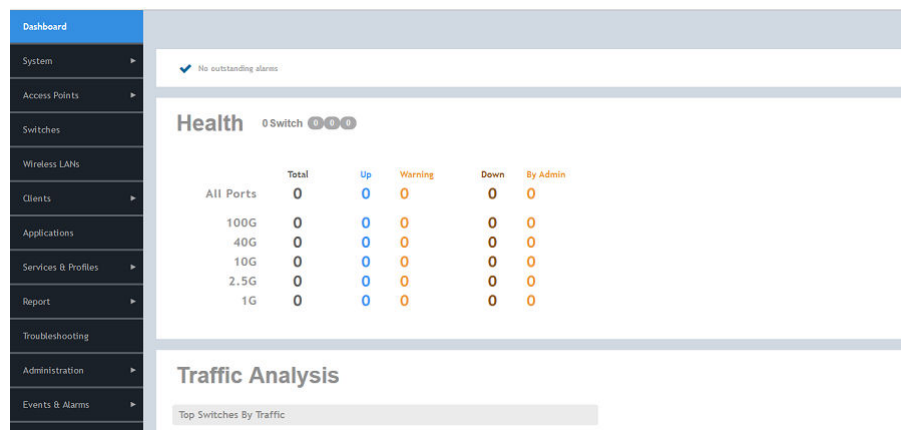 Dashboard
System
Access Points
Switches
Wireless LANs
Clients
Applications
Services & Profiles
Report
Troubleshooting
Administration
Events & Alarms
No outstanding alarms
Health 0 Switch 0 0 0
Total Up Warning Down By Admin
All Ports 0 0 0 0 0
100G 0 0 0 0 0
40G 0 0 0 0 0
10G 0 0 0 0 0
2.5G 0 0 0 0 0
1G 0 0 0 0 0
Traffic Analysis
Top Switches By Traffic